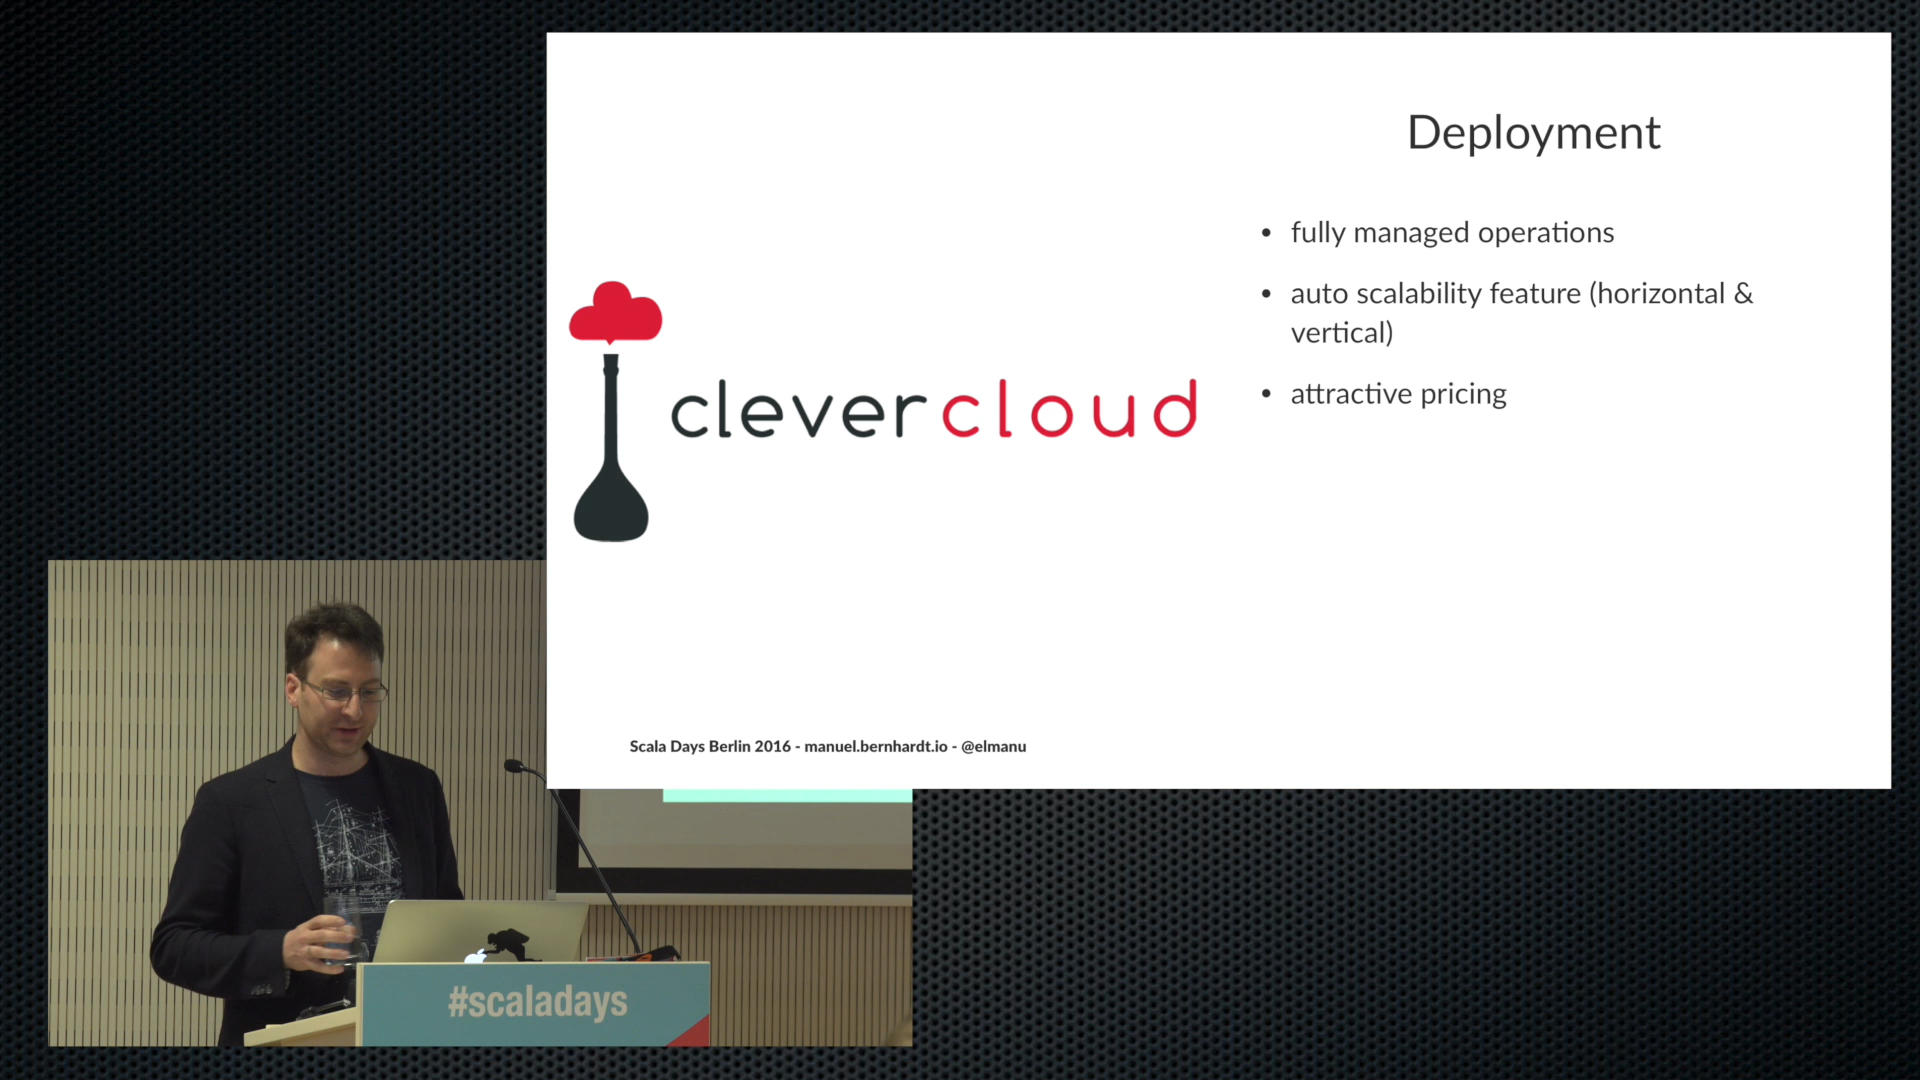 Deployment
• fully managed operations
• auto scalability feature (horizontal &
vertical)
• attractive pricing
clevercloud
Scala Days Berlin 2016 - manuel.bernhardt.io - @elmanu
#scaladays